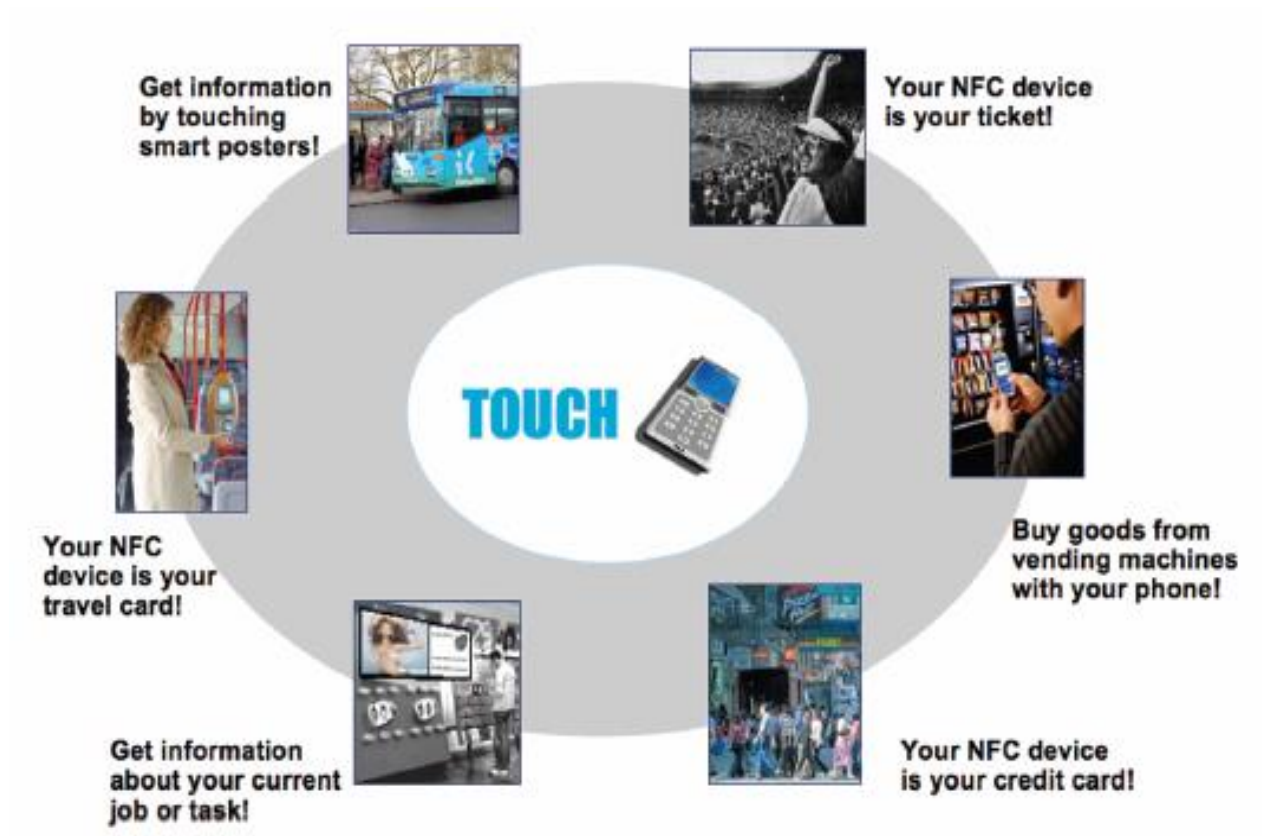 Get information
by touching
smart posters!
Your NFC device
is your ticket!
TOUCH
Your NFC
device is your
travel card!
Buy goods from
vending machines
with your phone!
Get information
about your current
job or task!
Your NFC device
is your credit card!